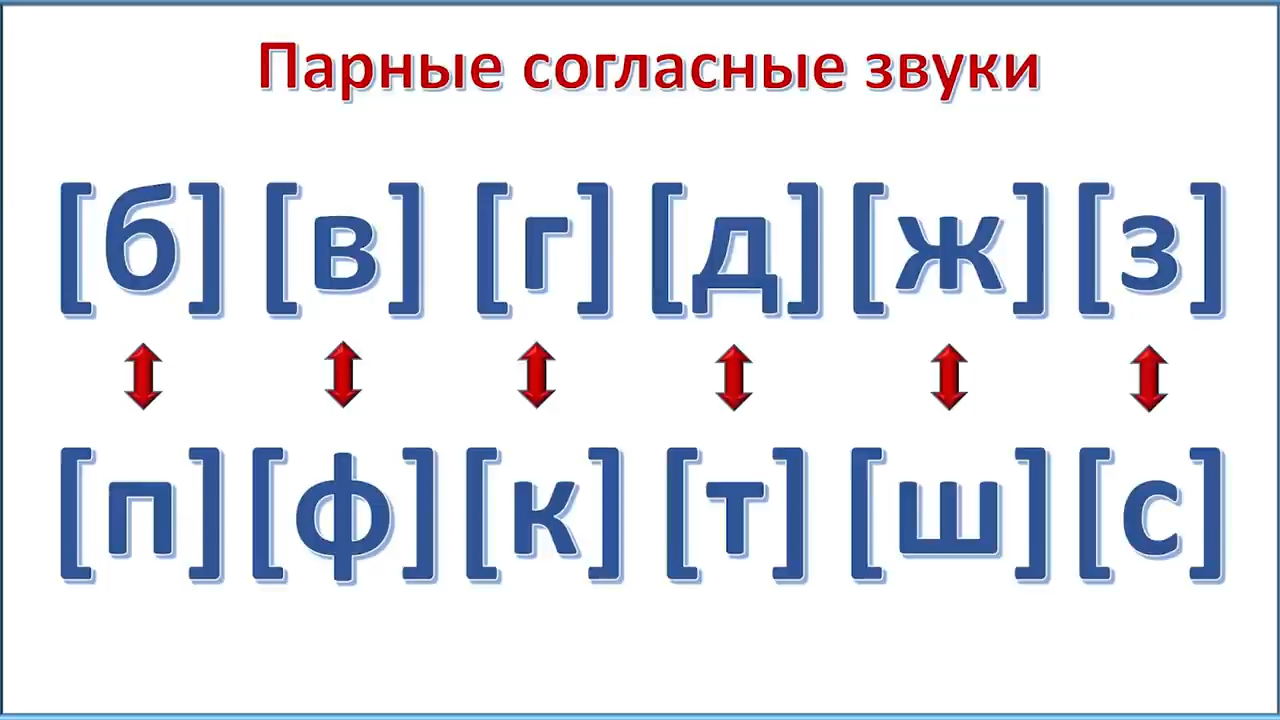 Парные согласные звуки
[б] [в] [г] [д] [ж] [з]
[п] [ф] [к] [т] [ш] [с]